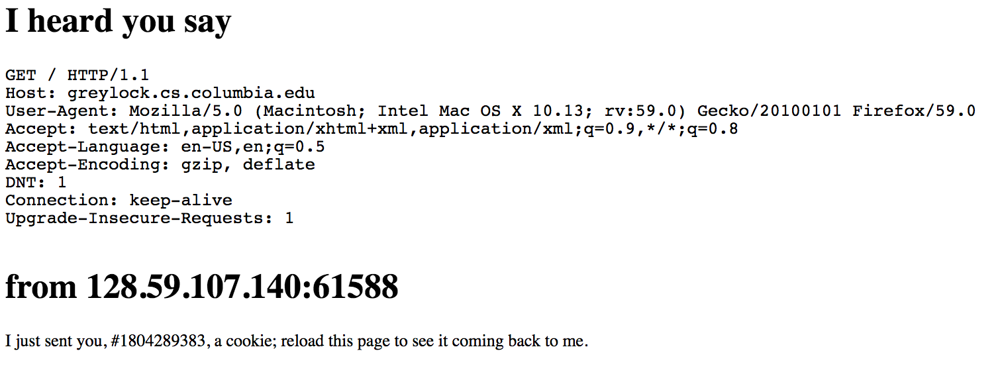 I heard you say
GET / HTTP/1.1
Host: greylock.cs.columbia.edu
User-Agent: Mozilla/5.0 (Macintosh; Intel Mac OS X 10.13; rv:59.0) Gecko/20100101 Firefox/59.0
Accept: text/html,application/xhtml+xml,application/xml;q=0.9,*/*;q=0.8
Accept-Language: en-US,en;q=0.5
Accept-Encoding: gzip, deflate
DNT: 1
Connection: keep-alive
Upgrade-Insecure-Requests: 1
from 128.59.107.140:61588
I just sent you, #1804289383, a cookie; reload this page to see it coming back to me.